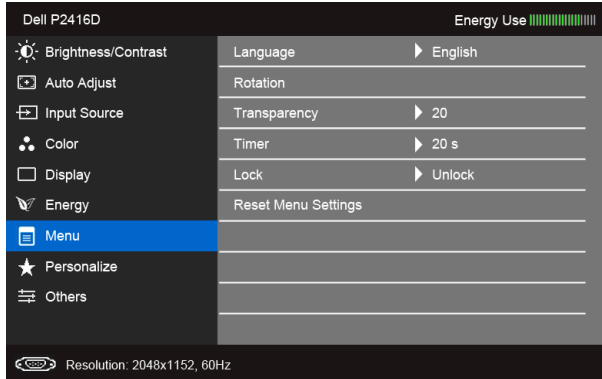 Dell P2416D Energy Use
Brightness/Contrast Language English
Auto Adjust Rotation
Input Source Transparency 20
Color Timer 20 s
Display Lock Unlock
Energy Reset Menu Settings
Menu
Personalize
Others
Resolution: 2048x1152, 60Hz